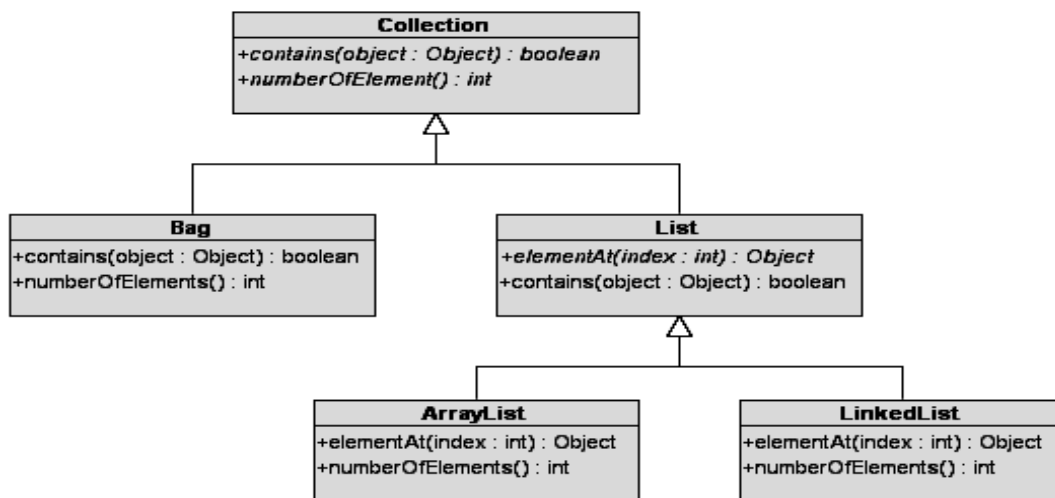 Collection
+contains(object : Object) : boolean
+numberOfElement() : int
Bag
+contains(object : Object) : boolean
+numberOfElements() : int
List
+elementAt(index : int) : Object
+contains(object : Object) : boolean
ArrayList
+elementAt(index : int) : Object
+numberOfElements() : int
LinkedList
+elementAt(index : int) : Object
+numberOfElements() : int